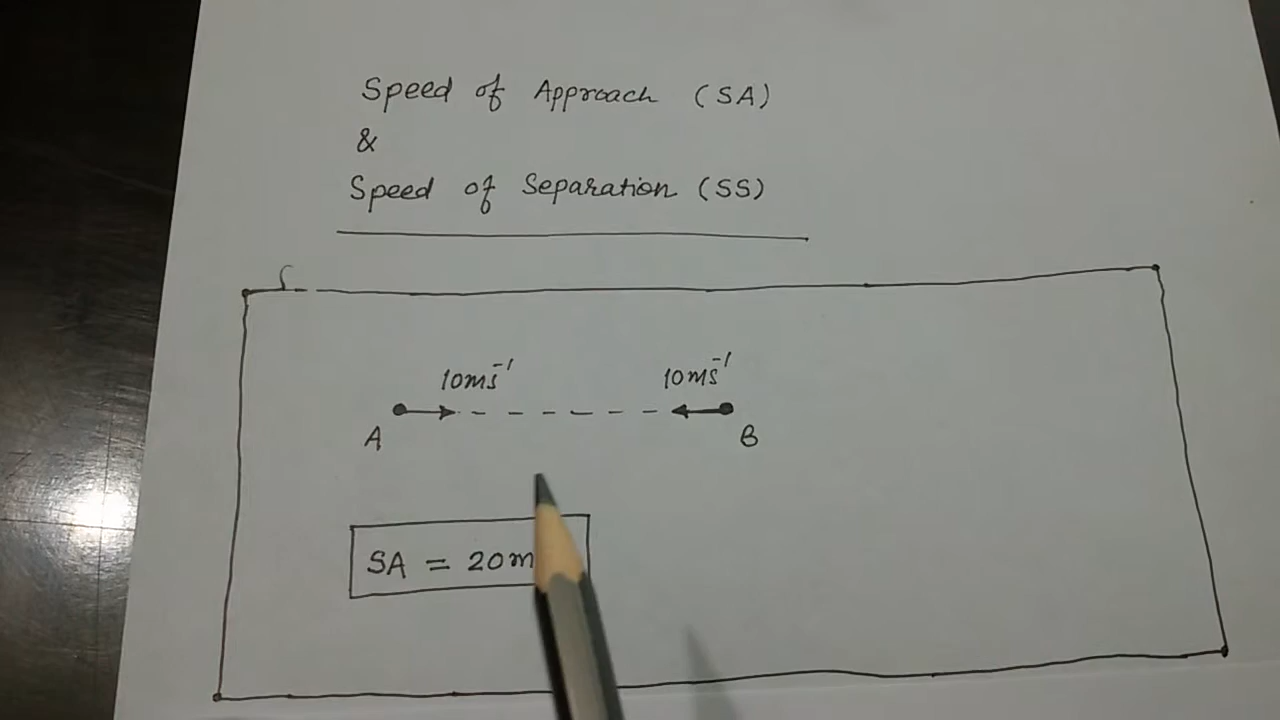 Speed of Approach (SA)
&
Speed of Separation (SS)
10ms⁻¹
10ms⁻¹
A
B
SA = 20m